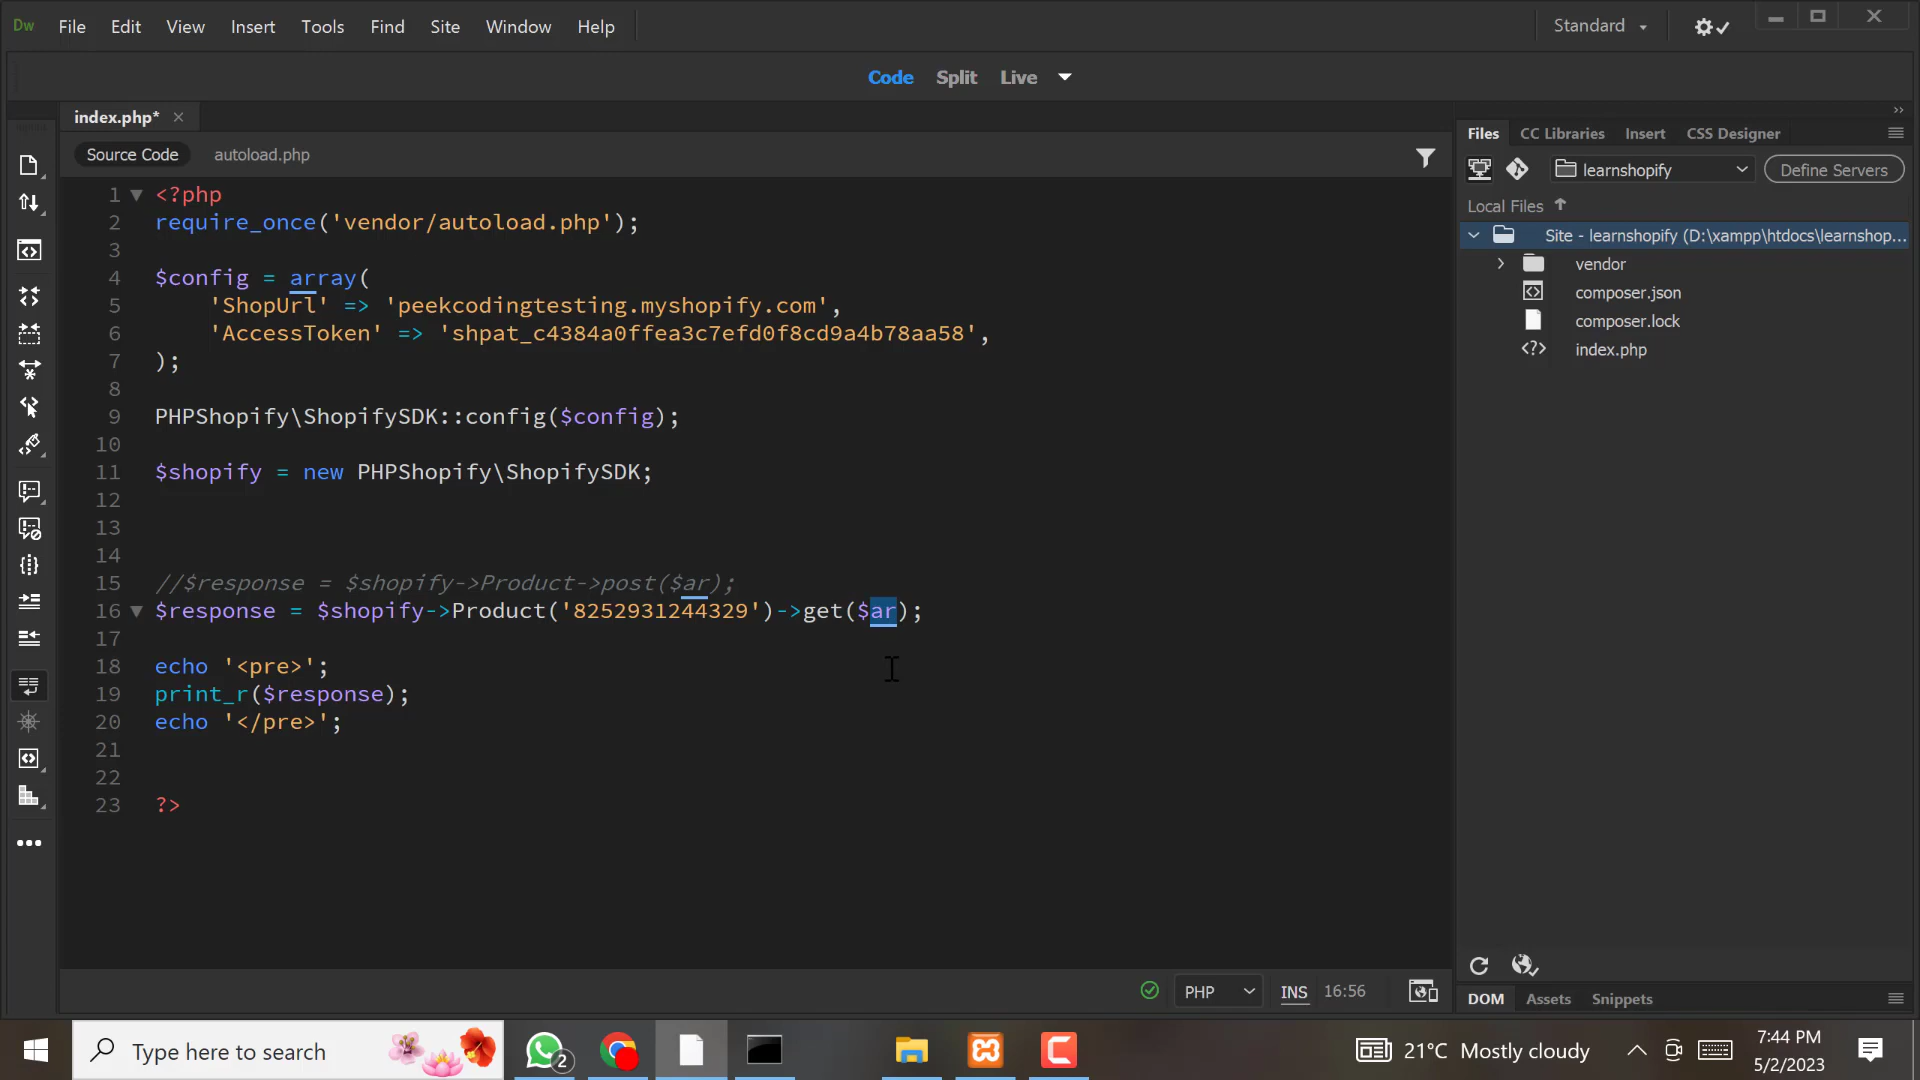 Dw File Edit View Insert Tools Find Site Window Help Standard
Code Split Live
index.php*
Source Code autoload.php
1 <?php
2 require_once('vendor/autoload.php');
3
4 $config = array(
5 'ShopUrl' => 'peekcodingtesting.myshopify.com',
6 'AccessToken' => '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',
7 );
8
9 PHPShopify\ShopifySDK::config($config);
10
11 $shopify = new PHPShopify\ShopifySDK;
12
13
14
15 //$response = $shopify->Product->post($ar);
16 $response = $shopify->Product('8252931244329')->get($ar);
17
18 echo '<pre>';
19 print_r($response);
20 echo '</pre>';
21
22
23 ?>
PHP INS 16:56
Files CC Libraries Insert CSS Designer
learnshopify Define Servers
Local Files
Site - learnshopify (D:\xampp\htdocs\learnshop...
vendor
composer.json
composer.lock
index.php
DOM Assets Snippets
Type here to search
2
21°C Mostly cloudy
7:44 PM
5/2/2023